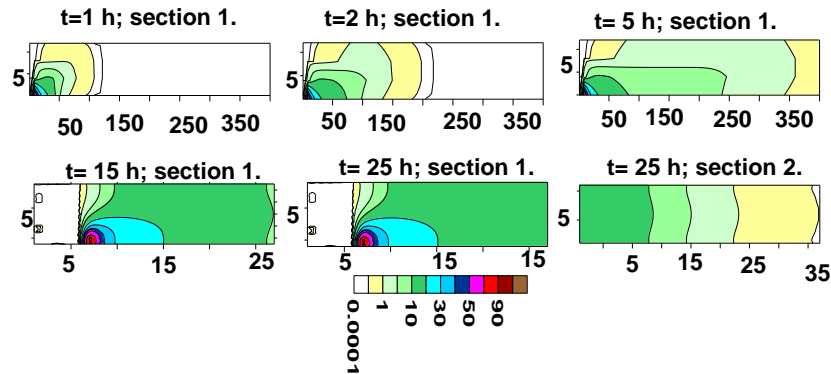 t=1 h; section 1.
t=2 h; section 1.
t= 5 h; section 1.
5
50 150 250 350
5
50 150 250 350
5
50 150 250 350
t= 15 h; section 1.
t= 25 h; section 1.
t= 25 h; section 2.
5
5 15 25
5
5 15 17
5
5 15 25 35
0.0001 1 10 30 50 90